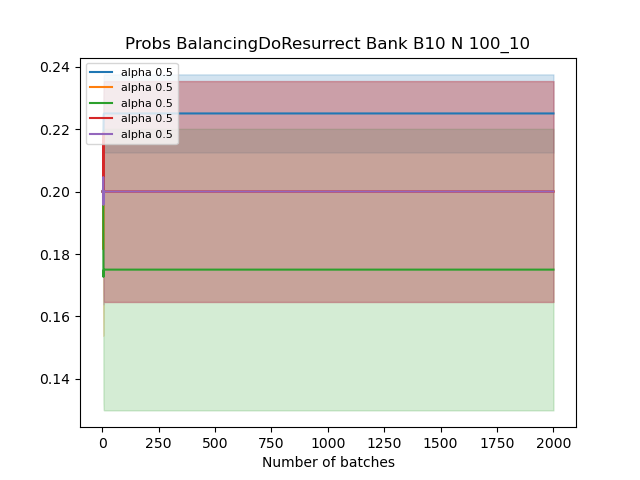 Probs BalancingDoResurrect Bank B10 N 100_10
alpha 0.5
alpha 0.5
alpha 0.5
alpha 0.5
alpha 0.5
0.24
0.22
0.20
0.18
0.16
0.14
0 250 500 750 1000 1250 1500 1750 2000
Number of batches